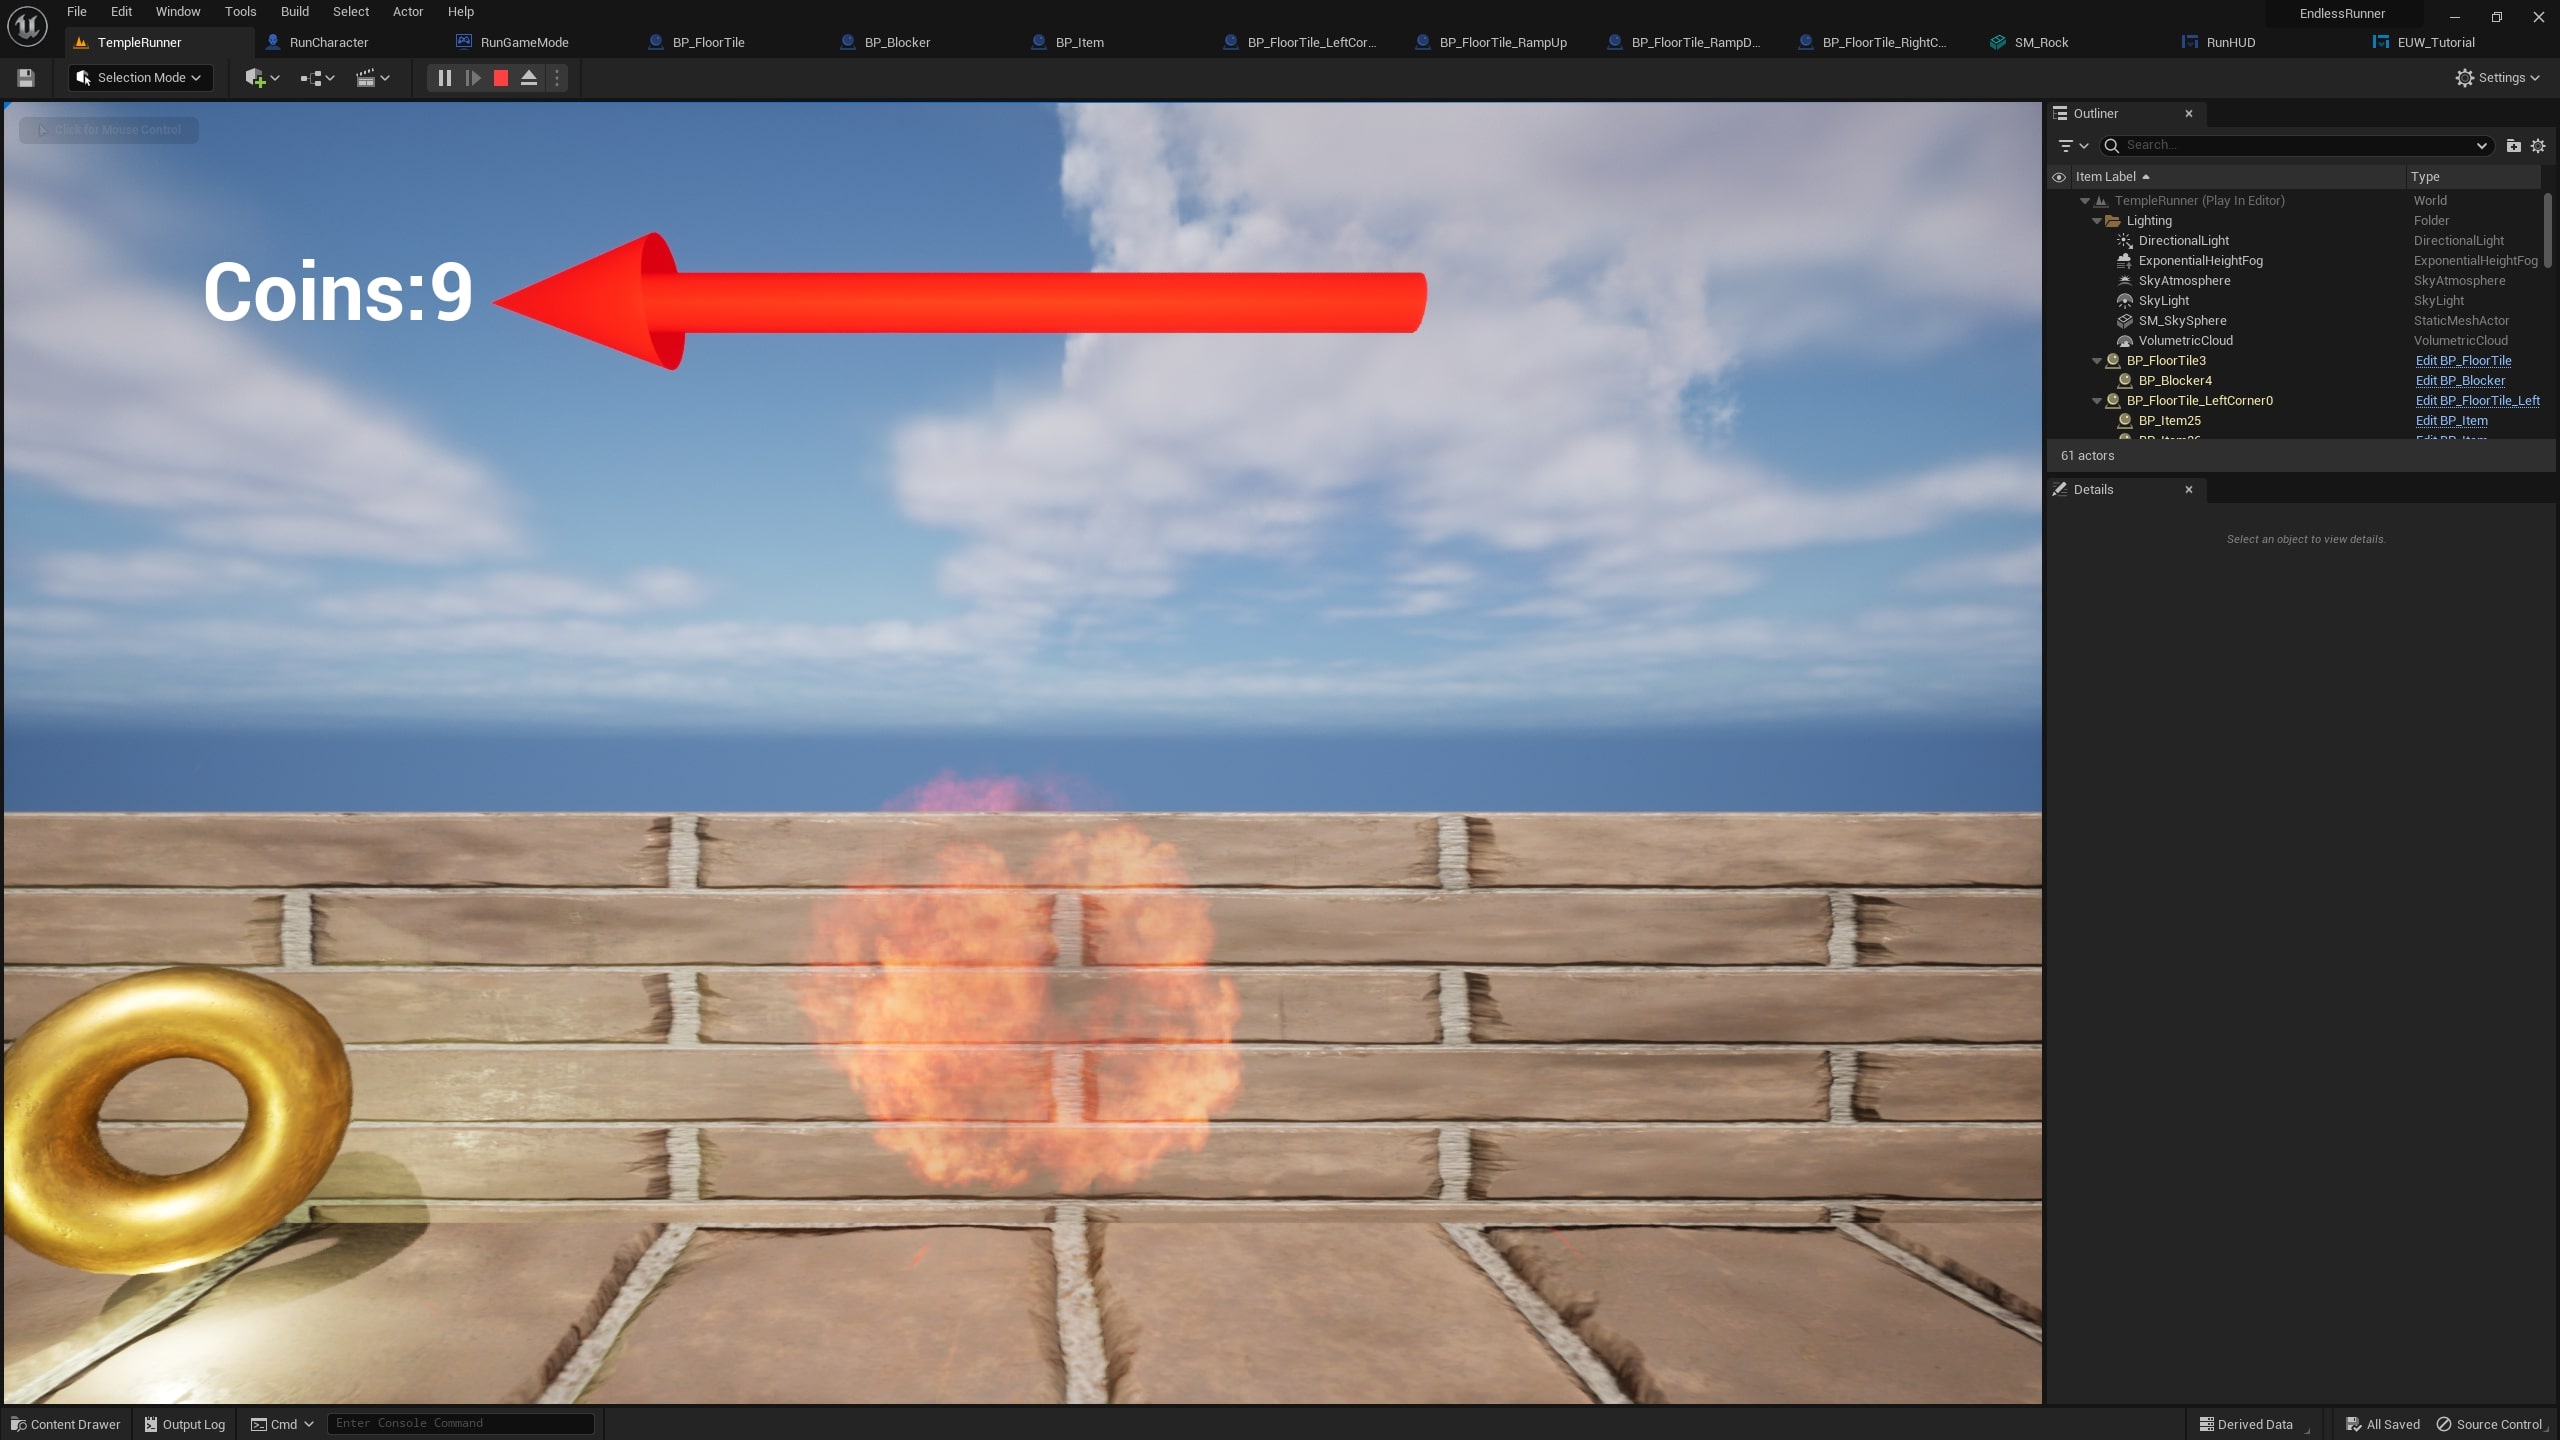 File Edit Window Tools Build Select Actor Help
EndlessRunner
TempleRunner RunCharacter RunGameMode BP_FloorTile BP_Blocker BP_Item BP_FloorTile_LeftCor... BP_FloorTile_RampUp BP_FloorTile_RampD... BP_FloorTile_RightC... SM_Rock RunHUD EUW_Tutorial
Selection Mode
Settings
Click for Mouse Control
Coins:9
Outliner
Search...
Item Label Type
TempleRunner (Play In Editor) World
Lighting Folder
DirectionalLight DirectionalLight
ExponentialHeightFog ExponentialHeightFog
SkyAtmosphere SkyAtmosphere
SkyLight SkyLight
SM_SkySphere StaticMeshActor
VolumetricCloud VolumetricCloud
BP_FloorTile3 Edit BP_FloorTile
BP_Blocker4 Edit BP_Blocker
BP_FloorTile_LeftCorner0 Edit BP_FloorTile_Left
BP_Item25 Edit BP_Item
61 actors
Details
Select an object to view details.
Content Drawer Output Log Cmd Enter Console Command
Derived Data All Saved Source Control